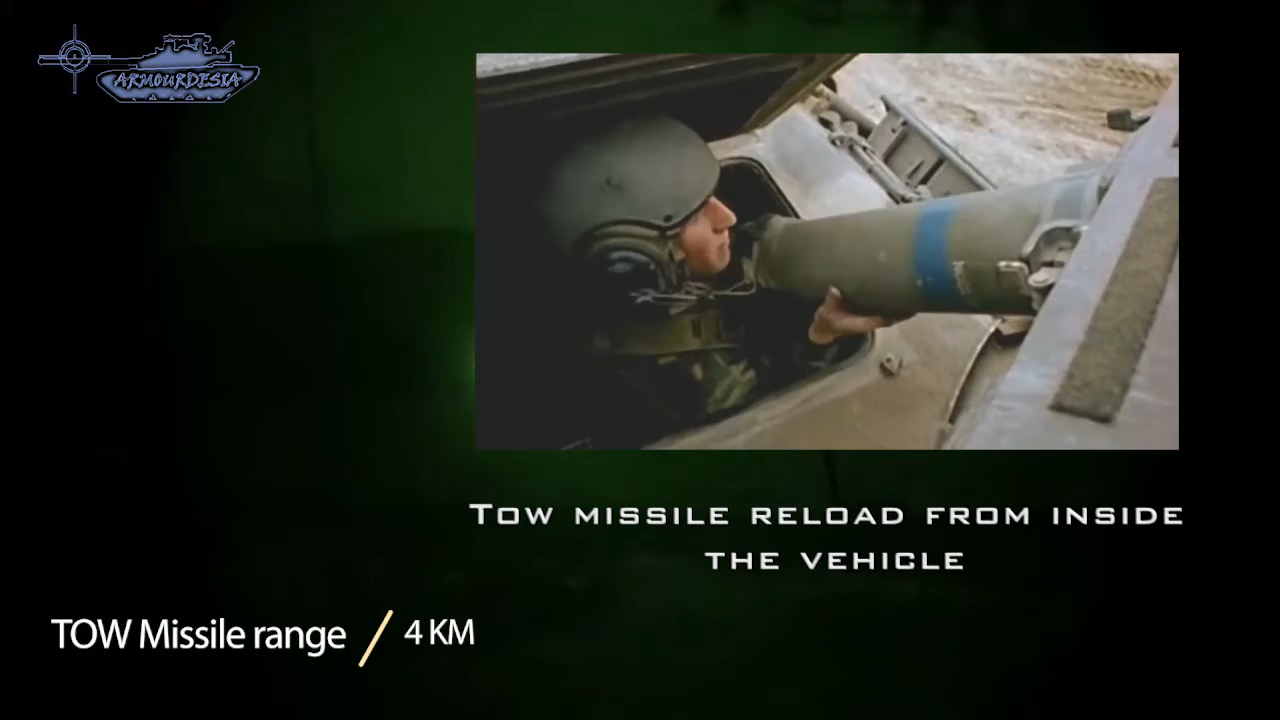 ARMOURDESIA
TOW MISSILE RELOAD FROM INSIDE
THE VEHICLE
TOW Missile range / 4 KM